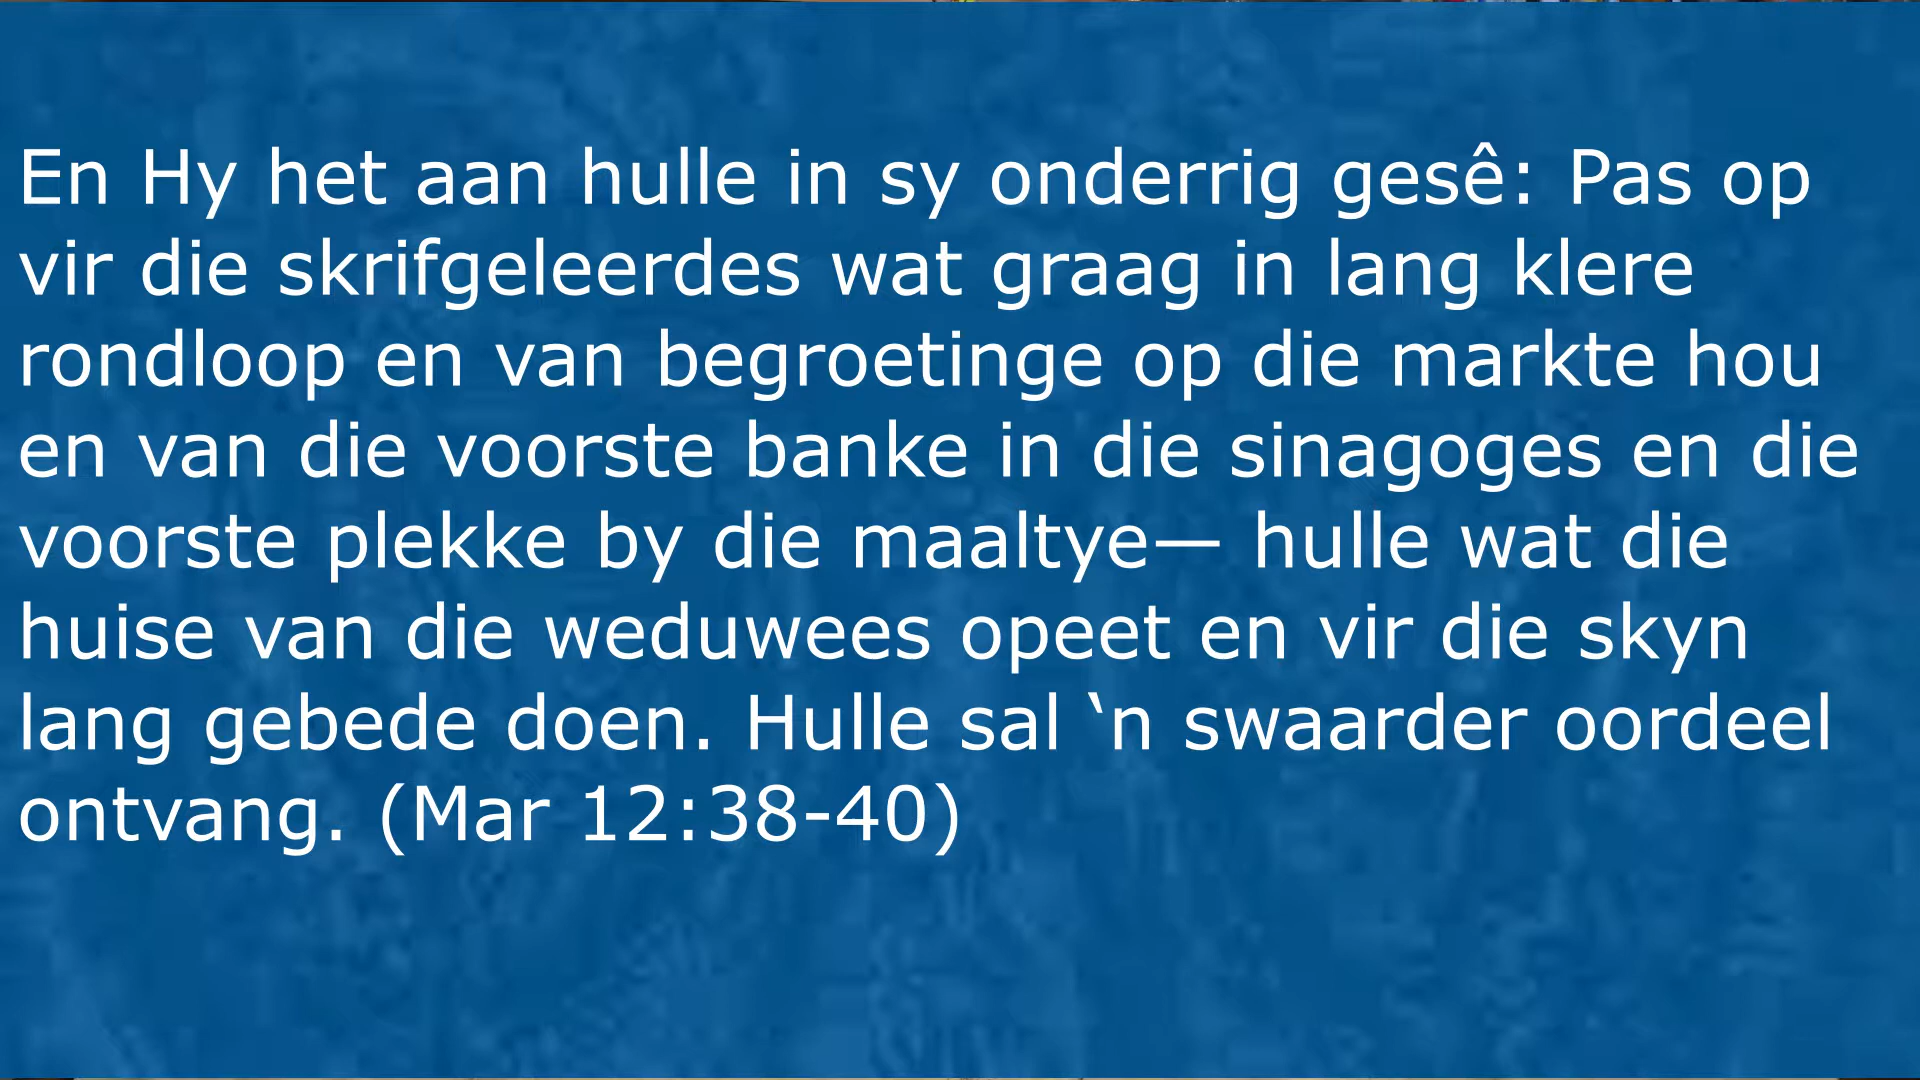 En Hy het aan hulle in sy onderrig gesê: Pas op
vir die skrifgeleerdes wat graag in lang klere
rondloop en van begroetinge op die markte hou
en van die voorste banke in die sinagoges en die
voorste plekke by die maaltye— hulle wat die
huise van die weduwees opeet en vir die skyn
lang gebede doen. Hulle sal ‘n swaarder oordeel
ontvang. (Mar 12:38-40)